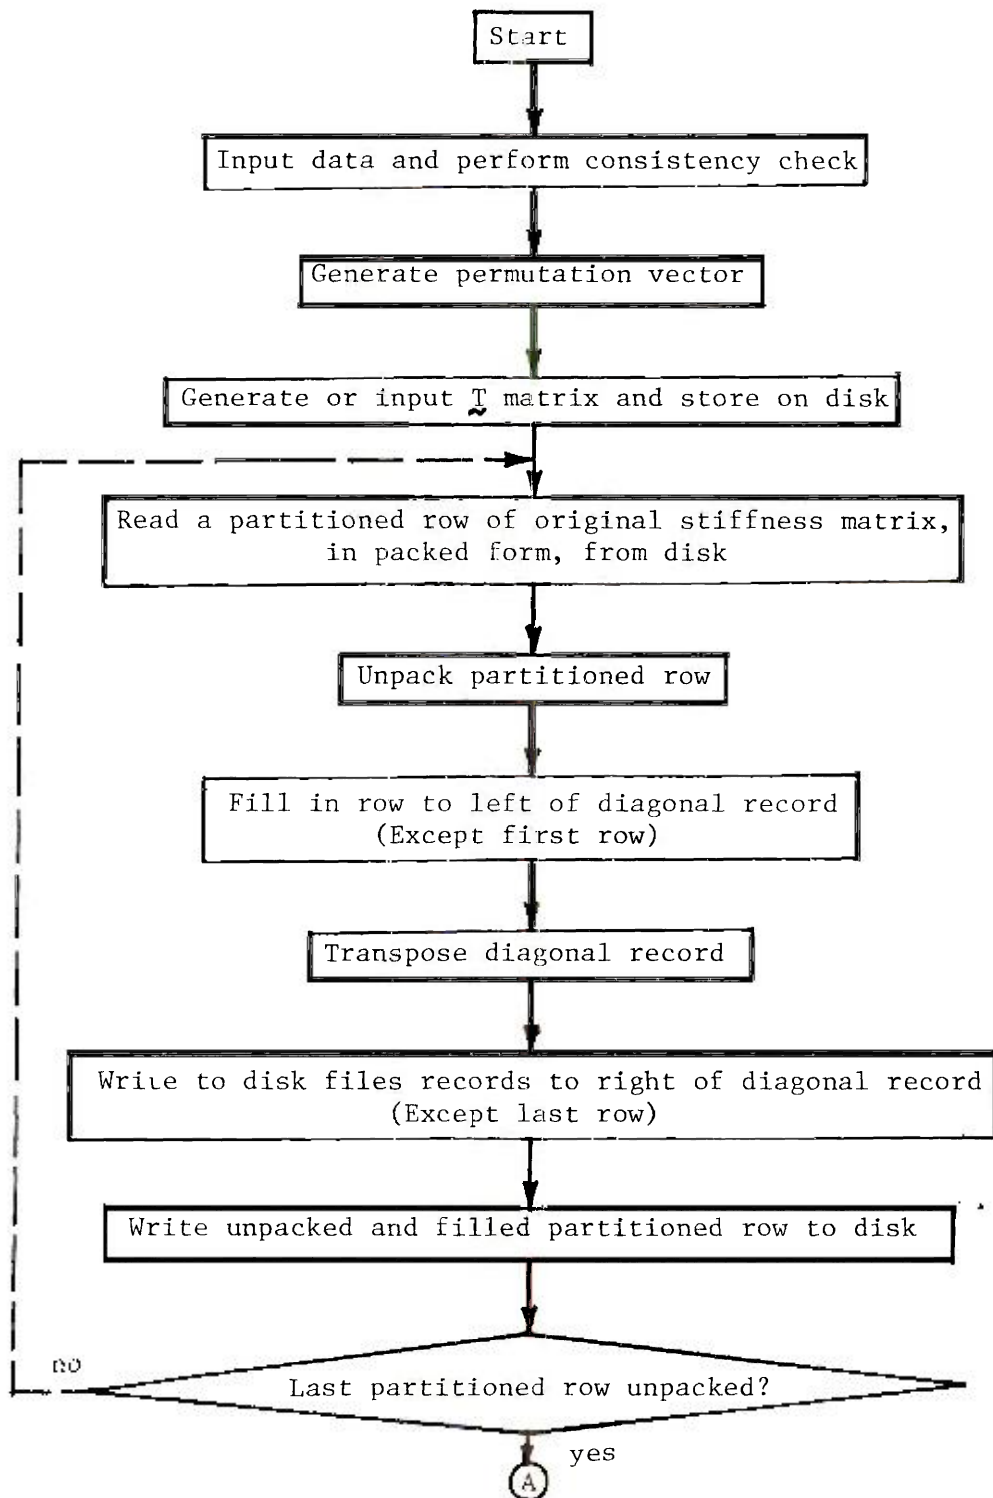 Start
Input data and perform consistency check
Generate permutation vector
Generate or input T matrix and store on disk
Read a partitioned row of original stiffness matrix,
in packed form, from disk
Unpack partitioned row
Fill in row to left of diagonal record
(Except first row)
Transpose diagonal record
Write to disk files records to right of diagonal record
(Except last row)
Write unpacked and filled partitioned row to disk
no
Last partitioned row unpacked?
yes
A